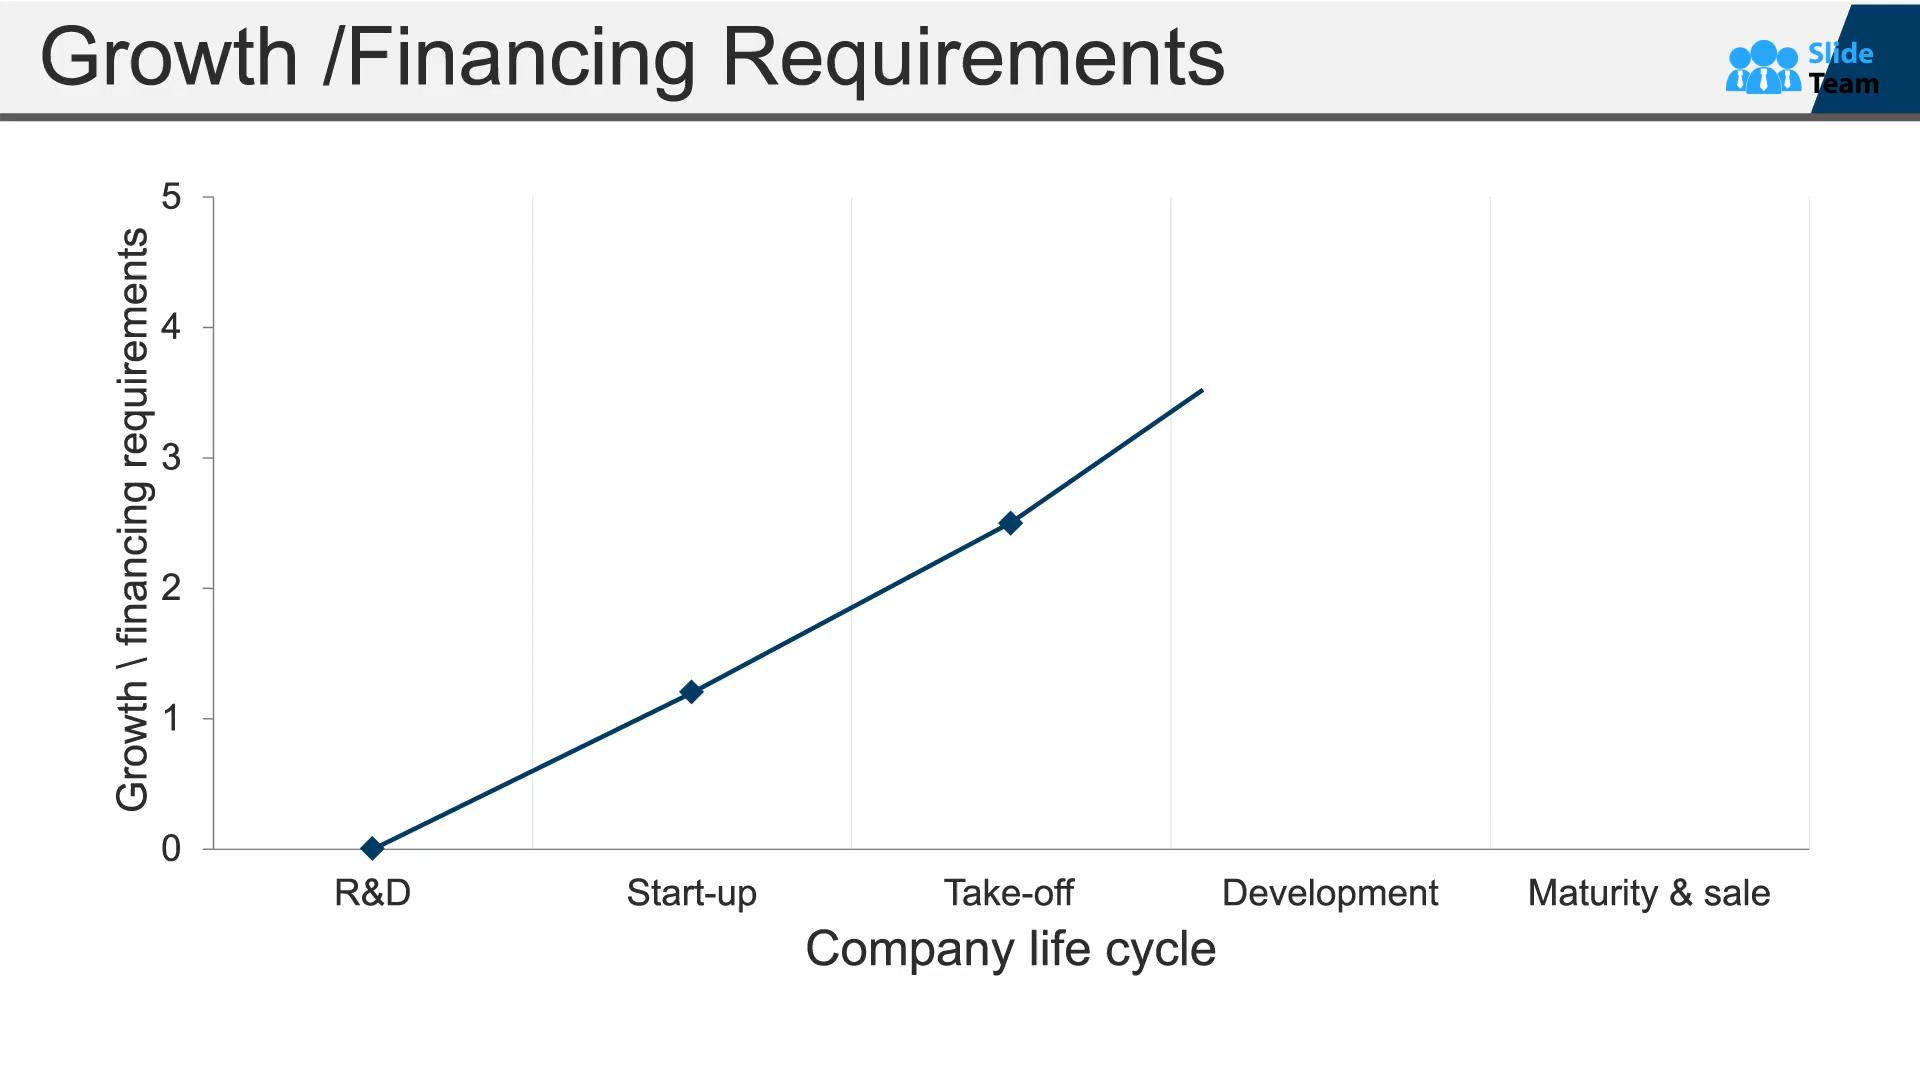 Growth /Financing Requirements
Slide
Team
Growth \ financing requirements
5
4
3
2
1
0
R&D Start-up Take-off Development Maturity & sale
Company life cycle